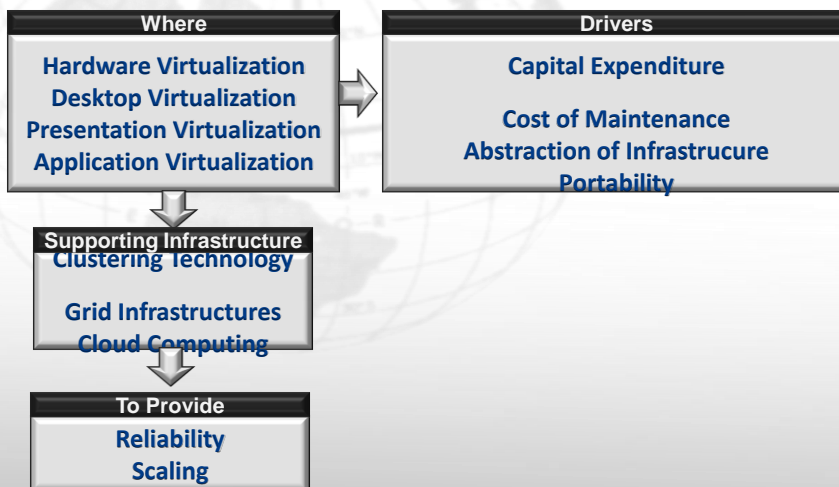 Where
Hardware Virtualization
Desktop Virtualization
Presentation Virtualization
Application Virtualization
Drivers
Capital Expenditure
Cost of Maintenance
Abstraction of Infrastrucure
Portability
Supporting Infrastructure
Clustering Technology
Grid Infrastructures
Cloud Computing
To Provide
Reliability
Scaling